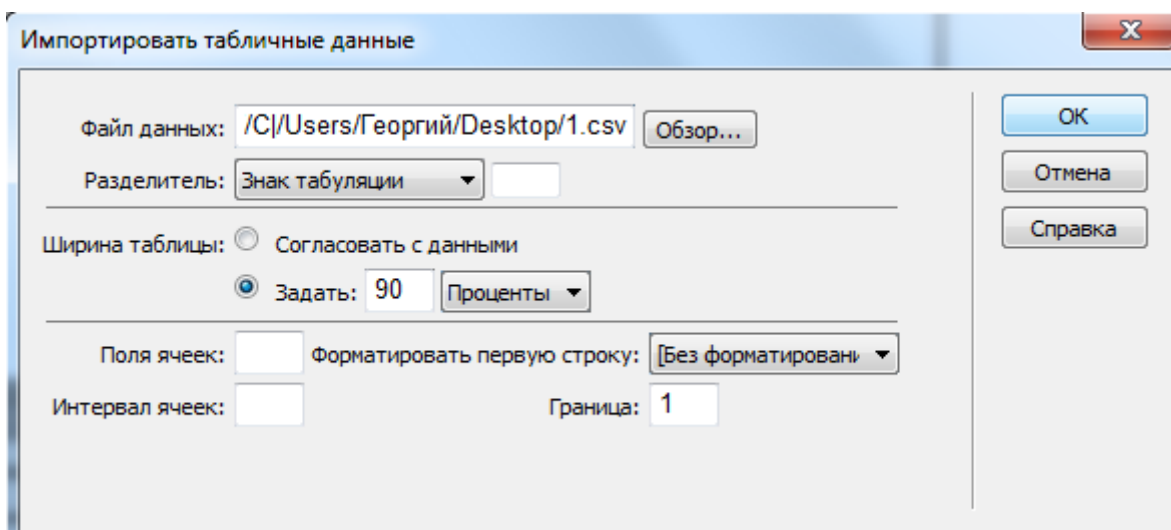 Импортировать табличные данные
Файл данных: /C|/Users/Георгий/Desktop/1.csv Обзор...
Разделитель: Знак табуляции
Ширина таблицы: Согласовать с данными
Задать: 90 Проценты
Поля ячеек: Форматировать первую строку: [Без форматировани
Интервал ячеек: Граница: 1
OK
Отмена
Справка